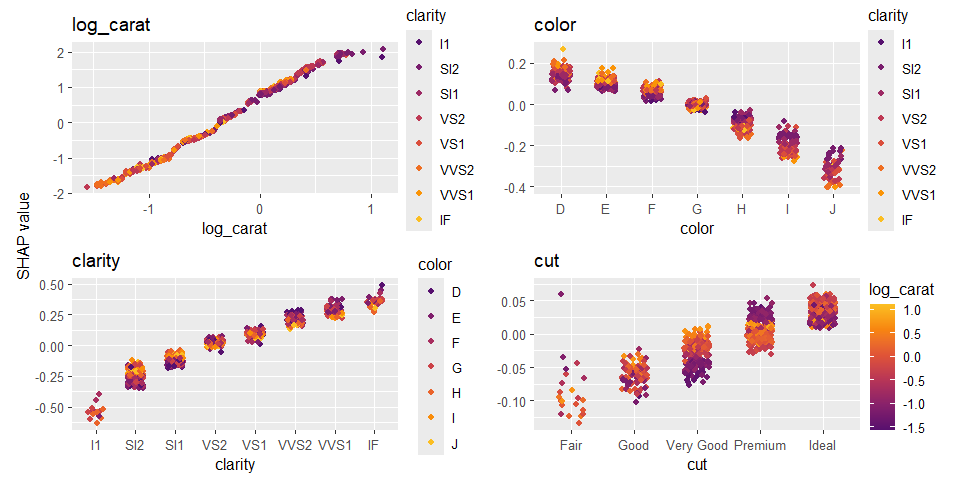 log_carat
2
1
0
-1
-2
-1 0 1
log_carat
clarity
I1
SI2
SI1
VS2
VS1
VVS2
VVS1
IF
color
0.2
0.0
-0.2
-0.4
D E F G H I J
color
clarity
I1
SI2
SI1
VS2
VS1
VVS2
VVS1
IF
SHAP value
clarity
0.50
0.25
0.00
-0.25
-0.50
I1 SI2 SI1 VS2 VS1 VVS2 VVS1 IF
clarity
color
D
E
F
G
H
I
J
cut
0.05
0.00
-0.05
-0.10
Fair Good Very Good Premium Ideal
cut
log_carat
1.0
0.5
0.0
-0.5
-1.0
-1.5